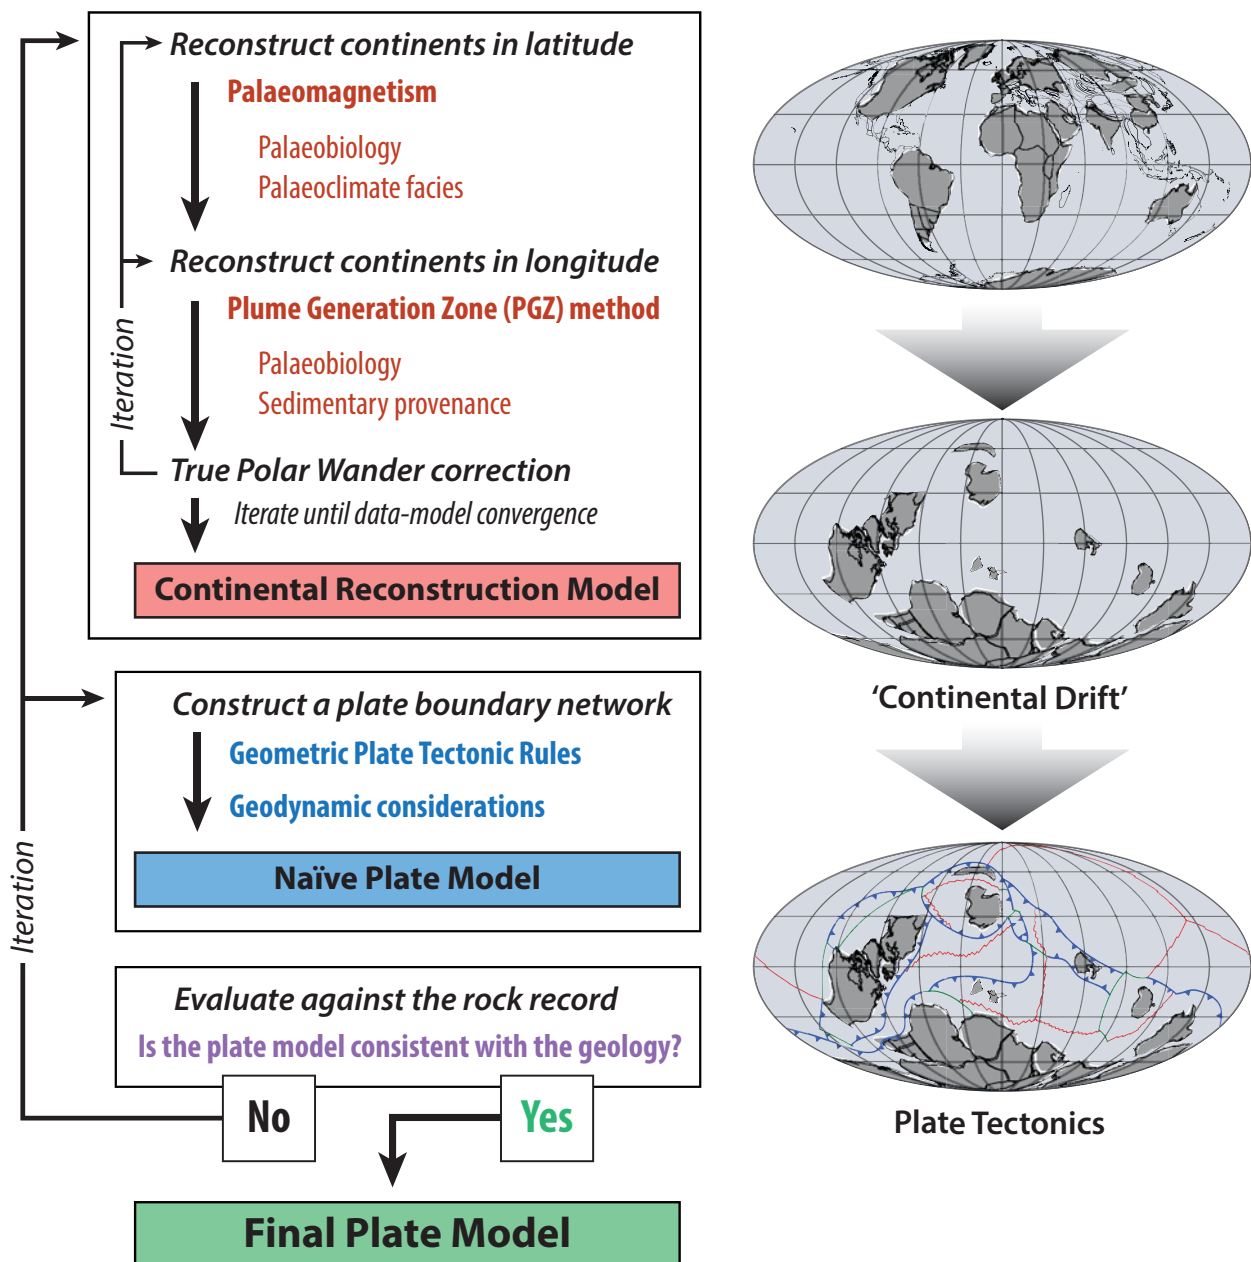 Reconstruct continents in latitude
Palaeomagnetism
Palaeobiology
Palaeoclimate facies
Reconstruct continents in longitude
Plume Generation Zone (PGZ) method
Palaeobiology
Sedimentary provenance
Iteration
True Polar Wander correction
Iterate until data-model convergence
Continental Reconstruction Model
Construct a plate boundary network
Geometric Plate Tectonic Rules
Geodynamic considerations
Naïve Plate Model
Iteration
Evaluate against the rock record
Is the plate model consistent with the geology?
No
Yes
Final Plate Model
'Continental Drift'
Plate Tectonics